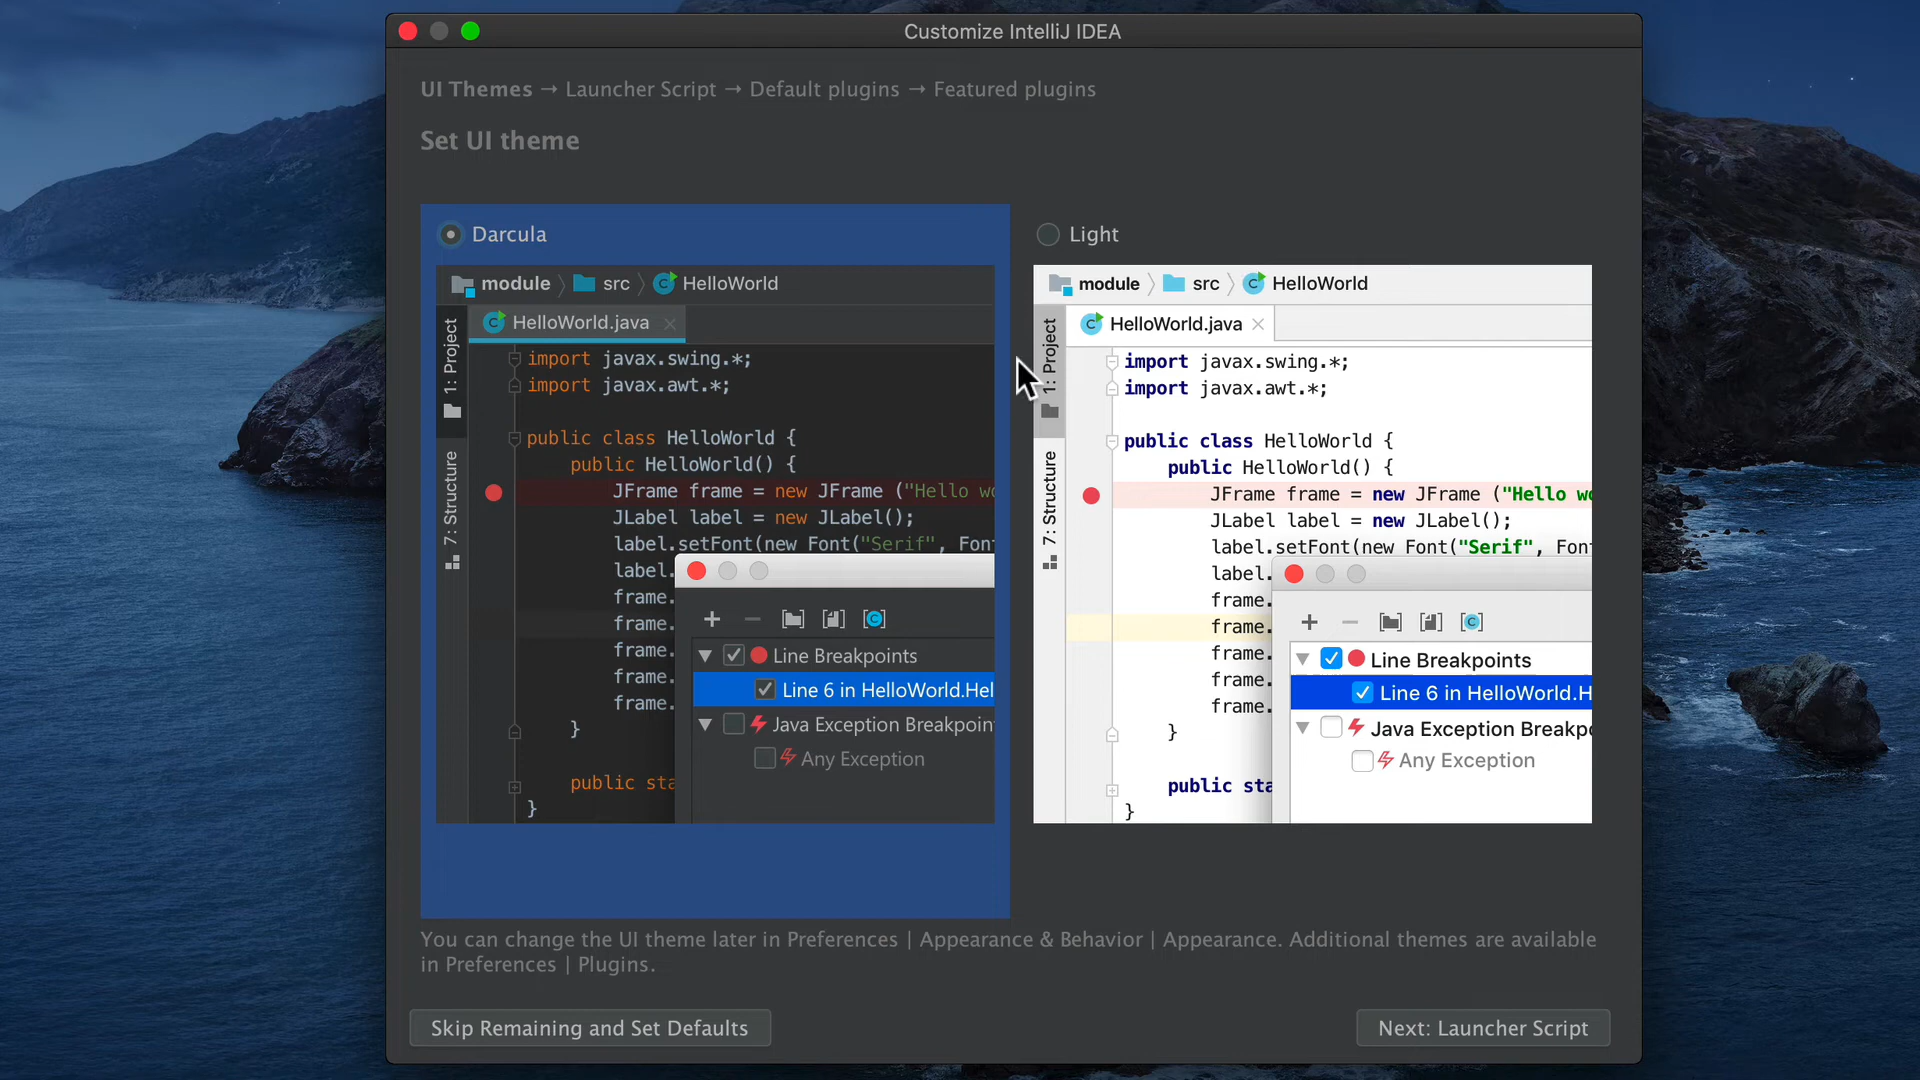 Customize IntelliJ IDEA
UI Themes → Launcher Script → Default plugins → Featured plugins
Set UI theme
Darcula
module 〉 src 〉 HelloWorld
HelloWorld.java
1: Project
7: Structure
import javax.swing.*;
import javax.awt.*;
public class HelloWorld {
public HelloWorld() {
JFrame frame = new JFrame ("Hello wo
JLabel label = new JLabel();
label.setFont(new Font("Serif", Font
label.
frame.
frame.
frame.
frame.
frame.
}
public sta
}
Line Breakpoints
Line 6 in HelloWorld.Hel
Java Exception Breakpoin
Any Exception
Light
module 〉 src 〉 HelloWorld
HelloWorld.java
1: Project
7: Structure
import javax.swing.*;
import javax.awt.*;
public class HelloWorld {
public HelloWorld() {
JFrame frame = new JFrame ("Hello wo
JLabel label = new JLabel();
label.setFont(new Font("Serif", Fon
label.
frame.
frame.
frame.
frame.
frame.
}
public sta
}
Line Breakpoints
Line 6 in HelloWorld.H
Java Exception Breakpo
Any Exception
You can change the UI theme later in Preferences | Appearance & Behavior | Appearance. Additional themes are available
in Preferences | Plugins.
Skip Remaining and Set Defaults
Next: Launcher Script